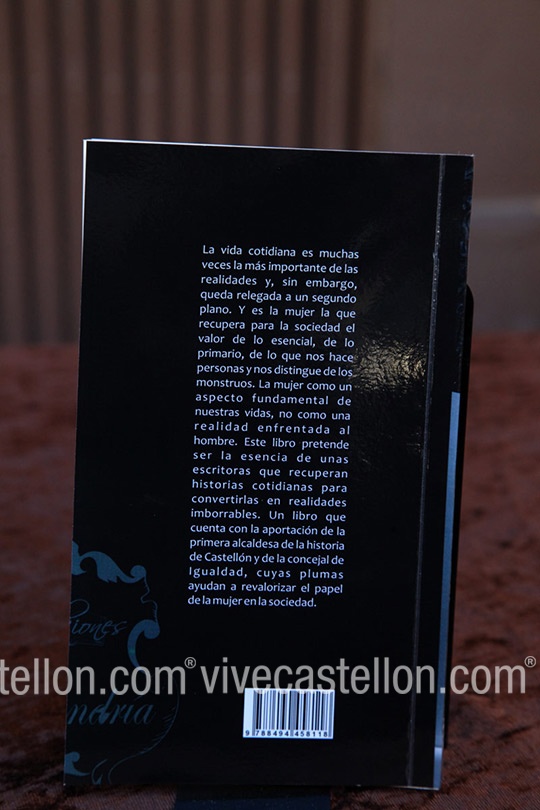 La vida cotidiana es muchas
veces la más importante de las
realidades y, sin embargo,
queda relegada a un segundo
plano. Y es la mujer la que
recupera para la sociedad el
valor de lo esencial, de lo
primario, de lo que nos hace
personas y nos distingue de los
monstruos. La mujer como un
aspecto fundamental de
nuestras vidas, no como una
realidad enfrentada al
hombre. Este libro pretende
ser la esencia de unas
escritoras que recuperan
historias cotidianas para
convertirlas en realidades
imborrables. Un libro que
cuenta con la aportación de la
primera alcaldesa de la historia
de Castellón y de la concejal de
Igualdad, cuyas plumas
ayudan a revalorizar el papel
de la mujer en la sociedad.
iones
tellon.com® vivecastellon.com®
ndria
9 788494 458118